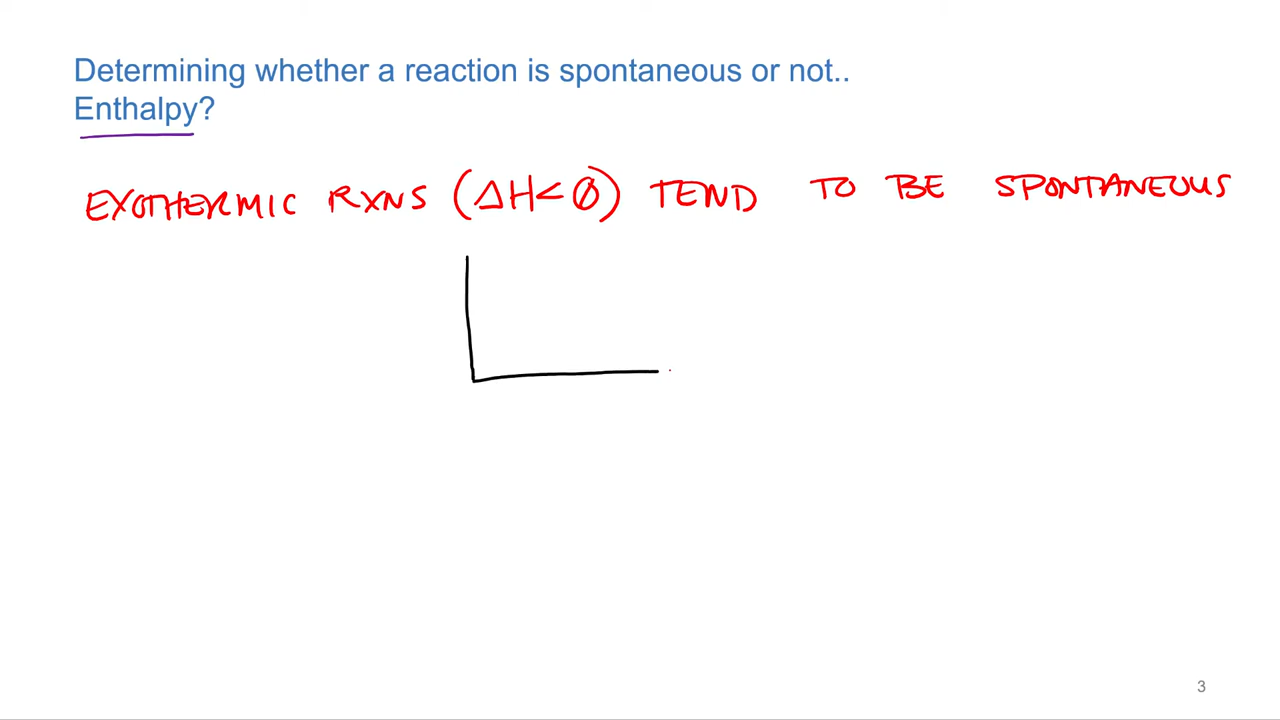 Determining whether a reaction is spontaneous or not..
Enthalpy?
EXOTHERMIC RXNS (ΔH<0) TEND TO BE SPONTANEOUS
3